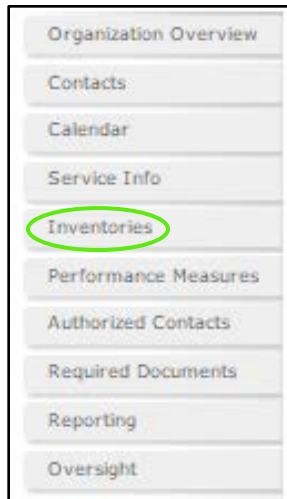 Organization Overview
Contacts
Calendar
Service Info
Inventories
Performance Measures
Authorized Contacts
Required Documents
Reporting
Oversight